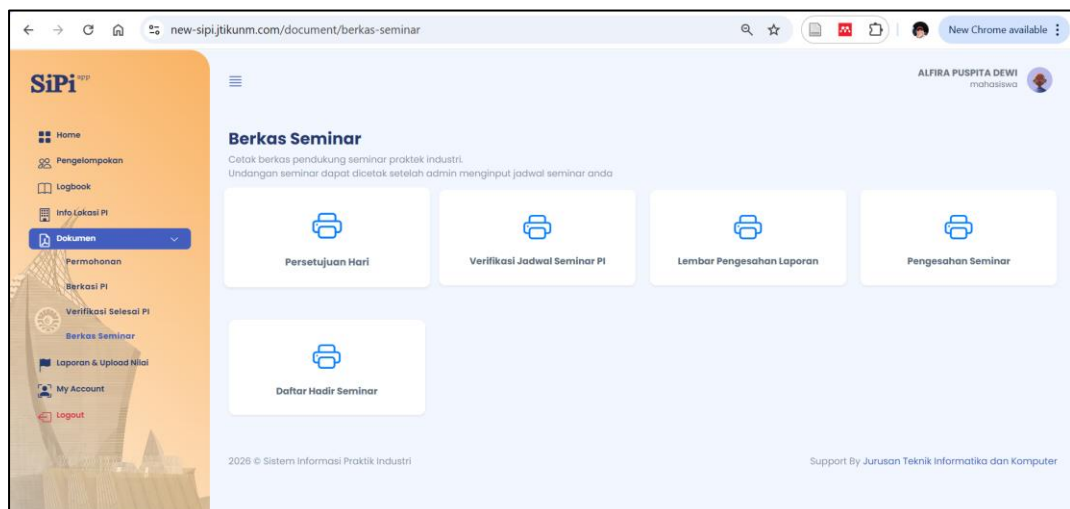 new-sipi.jtikunm.com/document/berkas-seminar
New Chrome available
SiPi app
ALFIRA PUSPITA DEWI
mahasiswa
Home
Pengelompokan
Logbook
Info Lokasi PI
Dokumen
Permohonan
Berkasi PI
Verifikasi Selesai PI
Berkas Seminar
Laporan & Upload Nilai
My Account
Logout
Berkas Seminar
Cetak berkas pendukung seminar praktek industri.
Undangan seminar dapat dicetak setelah admin menginput jadwal seminar anda
Persetujuan Hari
Verifikasi Jadwal Seminar PI
Lembar Pengesahan Laporan
Pengesahan Seminar
Daftar Hadir Seminar
2026 © Sistem Informasi Praktik Industri
Support By Jurusan Teknik Informatika dan Komputer